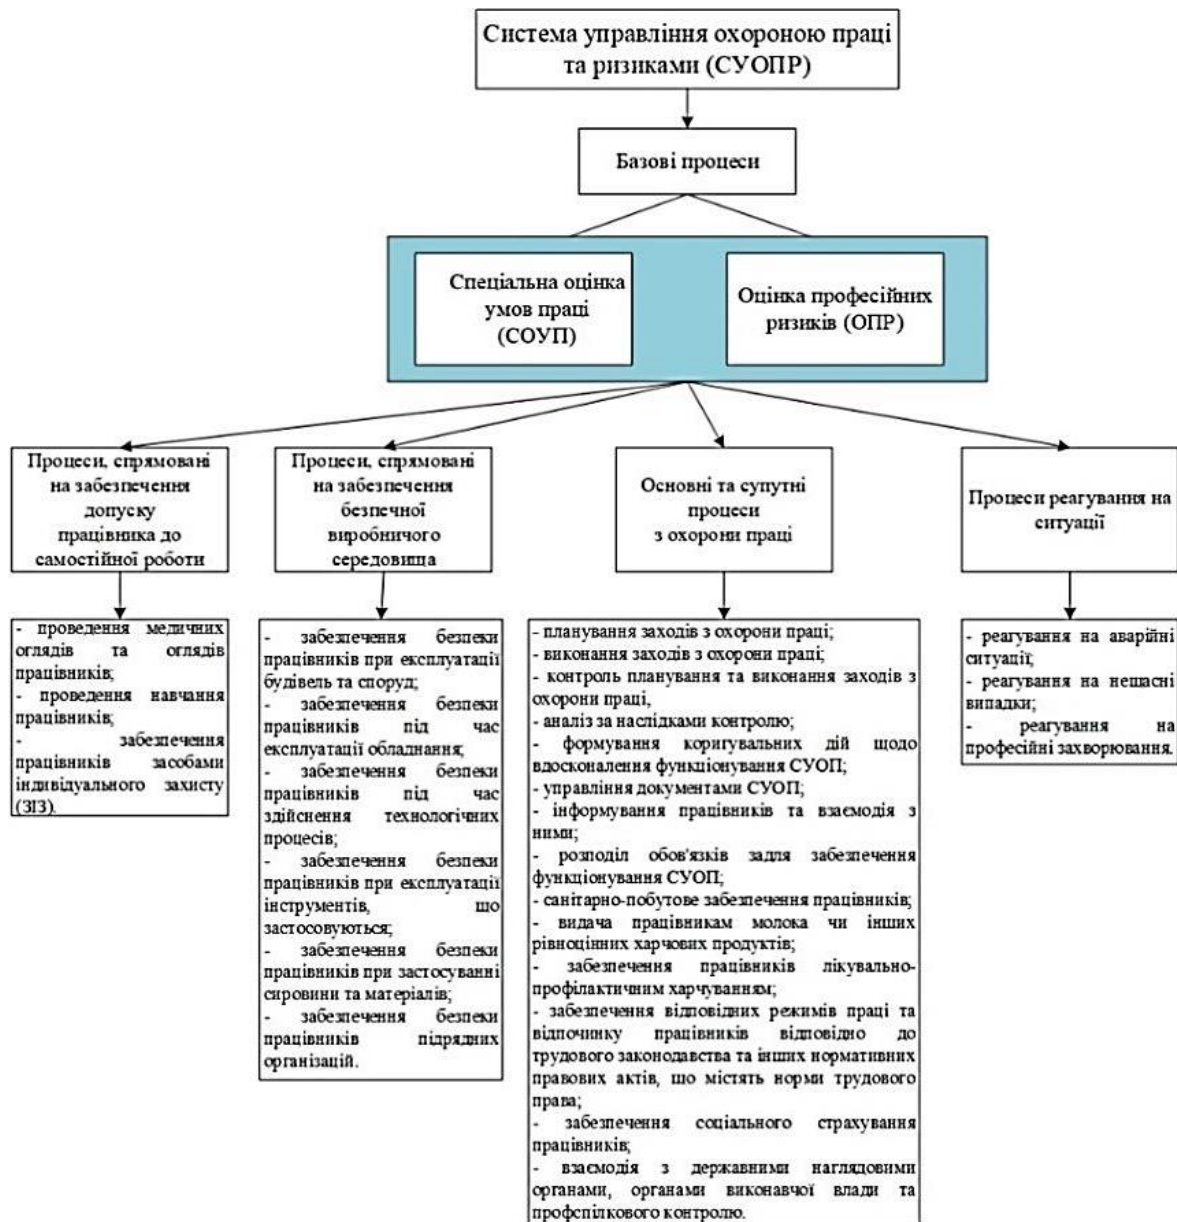 Система управління охороною праці
та ризиками (СУОПР)
Базові процеси
Спеціальна оцінка
умов праці
(СОУП)
Оцінка професійних
ризиків (ОПР)
Процеси, спрямовані
на забезпечення
допуску
працівника до
самостійної роботи
Процеси, спрямовані
на забезпечення
безпечної
виробничого
середовища
Основні та супутні
процеси
з охорони праці
Процеси реагування на
ситуації
- проведення медичних
оглядів та оглядів
працівників;
- проведення навчання
працівників;
- забезпечення
працівників засобами
індивідуального захисту
(ЗІЗ).
- забезпечення безпеки
працівників при експлуатації
будівель та споруд;
- забезпечення безпеки
працівників під час
експлуатації обладнання;
- забезпечення безпеки
працівників під час
здійснення технологічних
процесів;
- забезпечення безпеки
працівників при експлуатації
інструментів, що
застосовуються;
- забезпечення безпеки
працівників при застосуванні
сировини та матеріалів;
- забезпечення безпеки
працівників підрядних
організацій.
- планування заходів з охорони праці;
- виконання заходів з охорони праці;
- контроль планування та виконання заходів з
охорони праці,
- аналіз за наслідками контролю;
- формування коригувальних дій щодо
вдосконалення функціонування СУОП;
- управління документами СУОП;
- інформування працівників та взаємодія з
ними;
- розподіл обов'язків задля забезпечення
функціонування СУОП;
- санітарно-побутове забезпечення працівників;
- видача працівникам молока чи інших
рівноцінних харчових продуктів;
- забезпечення працівників лікувально-
профілактичним харчуванням;
- забезпечення відповідних режимів праці та
відпочинку працівників відповідно до
трудового законодавства та інших нормативних
правових актів, що містять норми трудового
права;
- забезпечення соціального страхування
працівників;
- взаємодія з державними наглядовими
органами, органами виконавчої влади та
профспілкового контролю.
- реагування на аварійні
ситуації;
- реагування на нещасні
випадки;
- реагування на
професійні захворювання.